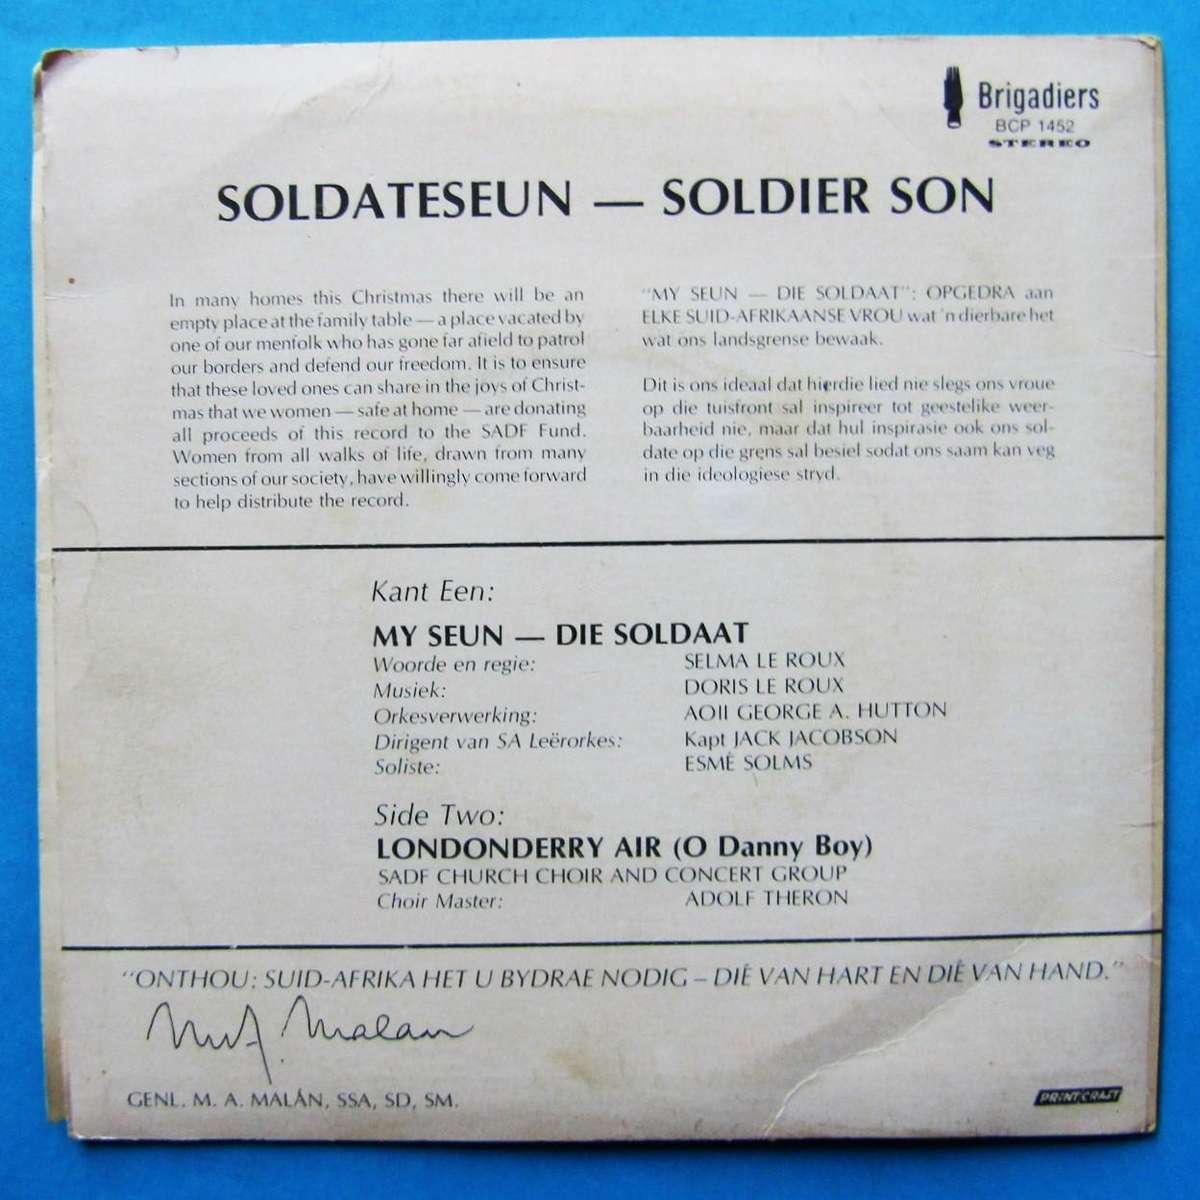 Brigadiers
BCP 1452
STEREO
SOLDATESEUN — SOLDIER SON
In many homes this Christmas there will be an
empty place at the family table — a place vacated by
one of our menfolk who has gone far afield to patrol
our borders and defend our freedom. It is to ensure
that these loved ones can share in the joys of Christ-
mas that we women — safe at home — are donating
all proceeds of this record to the SADF Fund.
Women from all walks of life, drawn from many
sections of our society, have willingly come forward
to help distribute the record.
"MY SEUN — DIE SOLDAAT": OPGEDRA aan
ELKE SUID-AFRIKAANSE VROU wat 'n dierbare het
wat ons landsgrense bewaak.
Dit is ons ideaal dat hierdie lied nie slegs ons vroue
op die tuisfront sal inspireer tot geestelike weer-
baarheid nie, maar dat hul inspirasie ook ons sol-
date op die grens sal besiel sodat ons saam kan veg
in die ideologiese stryd.
Kant Een:
MY SEUN — DIE SOLDAAT
Woorde en regie: SELMA LE ROUX
Musiek: DORIS LE ROUX
Orkesverwerking: AOII GEORGE A. HUTTON
Dirigent van SA Leërorkes: Kapt JACK JACOBSON
Soliste: ESMÉ SOLMS
Side Two:
LONDONDERRY AIR (O Danny Boy)
SADF CHURCH CHOIR AND CONCERT GROUP
Choir Master: ADOLF THERON
"ONTHOU: SUID-AFRIKA HET U BYDRAE NODIG – DIÉ VAN HART EN DIÉ VAN HAND."
M.A. Malan
GENL. M. A. MALÁN, SSA, SD, SM.
PRINTCRAFT